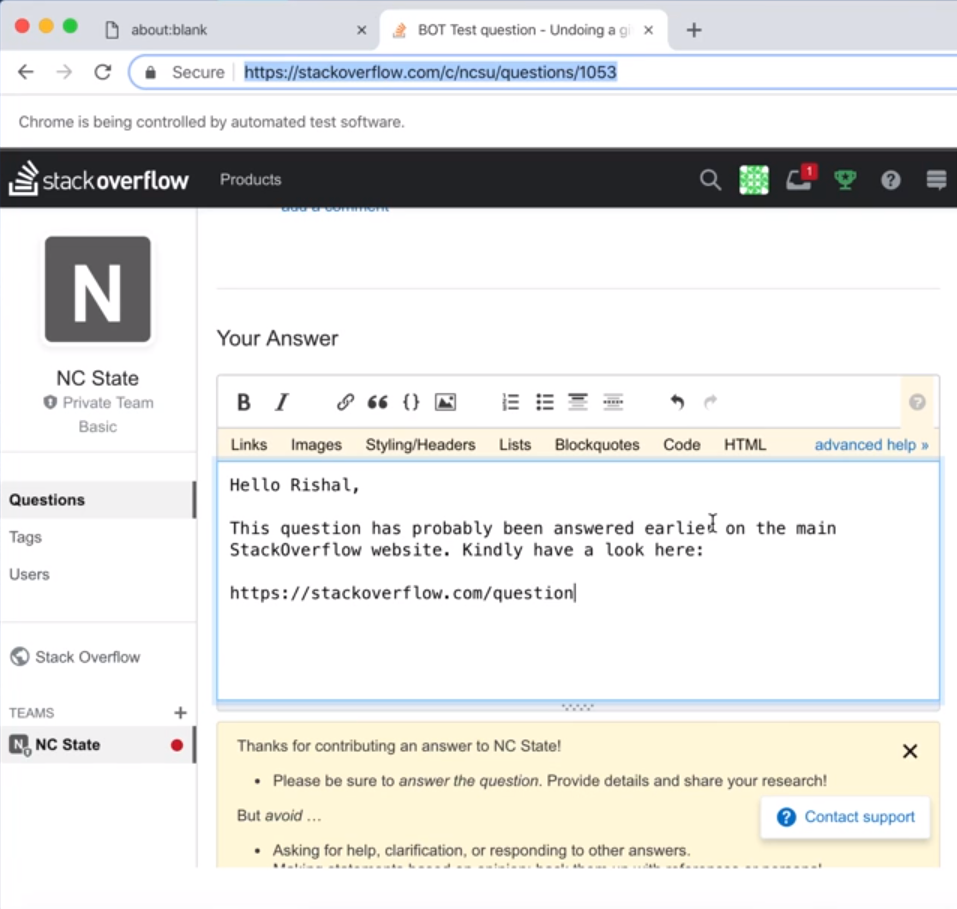 about:blank
BOT Test question - Undoing a gi
Secure
https://stackoverflow.com/c/ncsu/questions/1053
Chrome is being controlled by automated test software.
stackoverflow
Products
1
add a comment
N
NC State
Private Team
Basic
Questions
Tags
Users
Stack Overflow
TEAMS
N NC State
Your Answer
B I
Links Images Styling/Headers Lists Blockquotes Code HTML advanced help »
Hello Rishal,
This question has probably been answered earlier on the main
StackOverflow website. Kindly have a look here:
https://stackoverflow.com/question
Thanks for contributing an answer to NC State!
• Please be sure to answer the question. Provide details and share your research!
But avoid …
• Asking for help, clarification, or responding to other answers.
Contact support